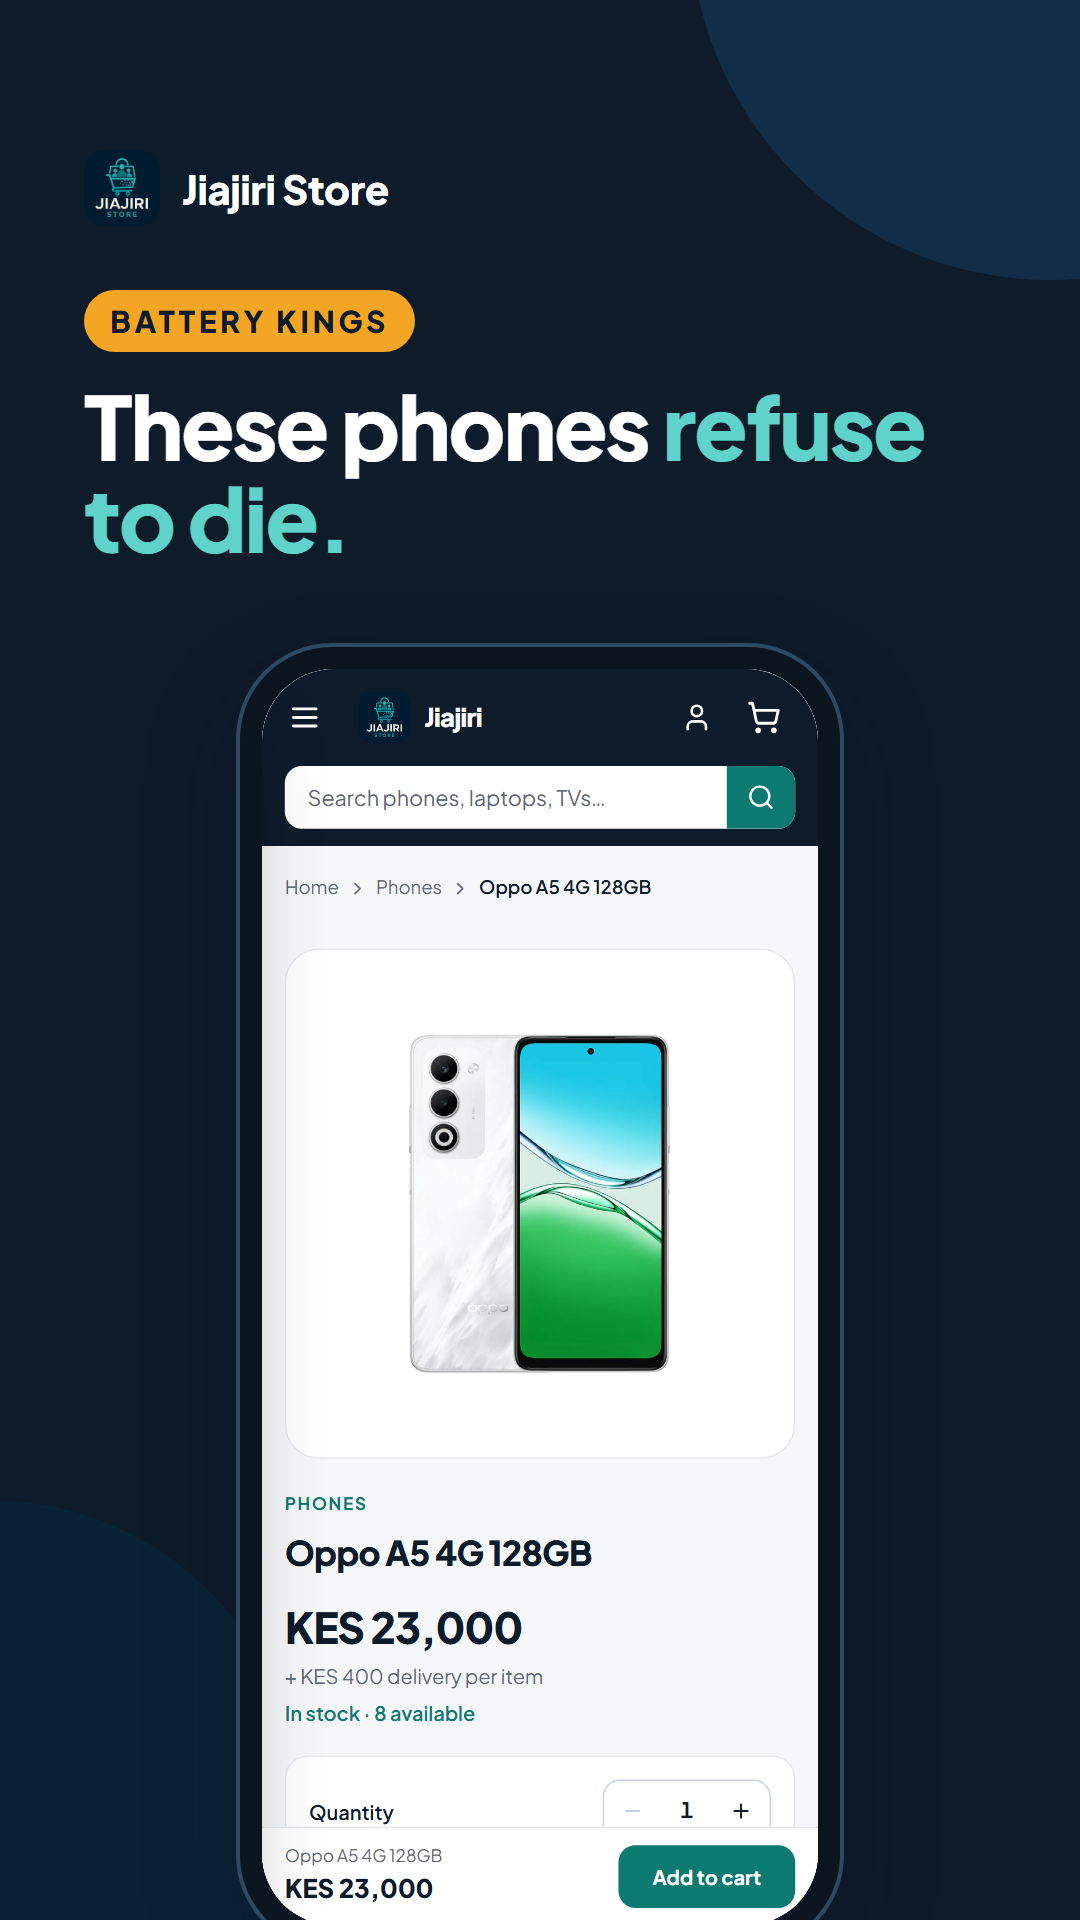 JIAJIRI
STORE
Jiajiri Store
BATTERY KINGS
These phones refuse
to die.
JIAJIRI
STORE
Jiajiri
Search phones, laptops, TVs...
Home > Phones > Oppo A5 4G 128GB
oppo
PHONES
Oppo A5 4G 128GB
KES 23,000
+ KES 400 delivery per item
In stock · 8 available
Quantity
− 1 +
Oppo A5 4G 128GB
KES 23,000
Add to cart